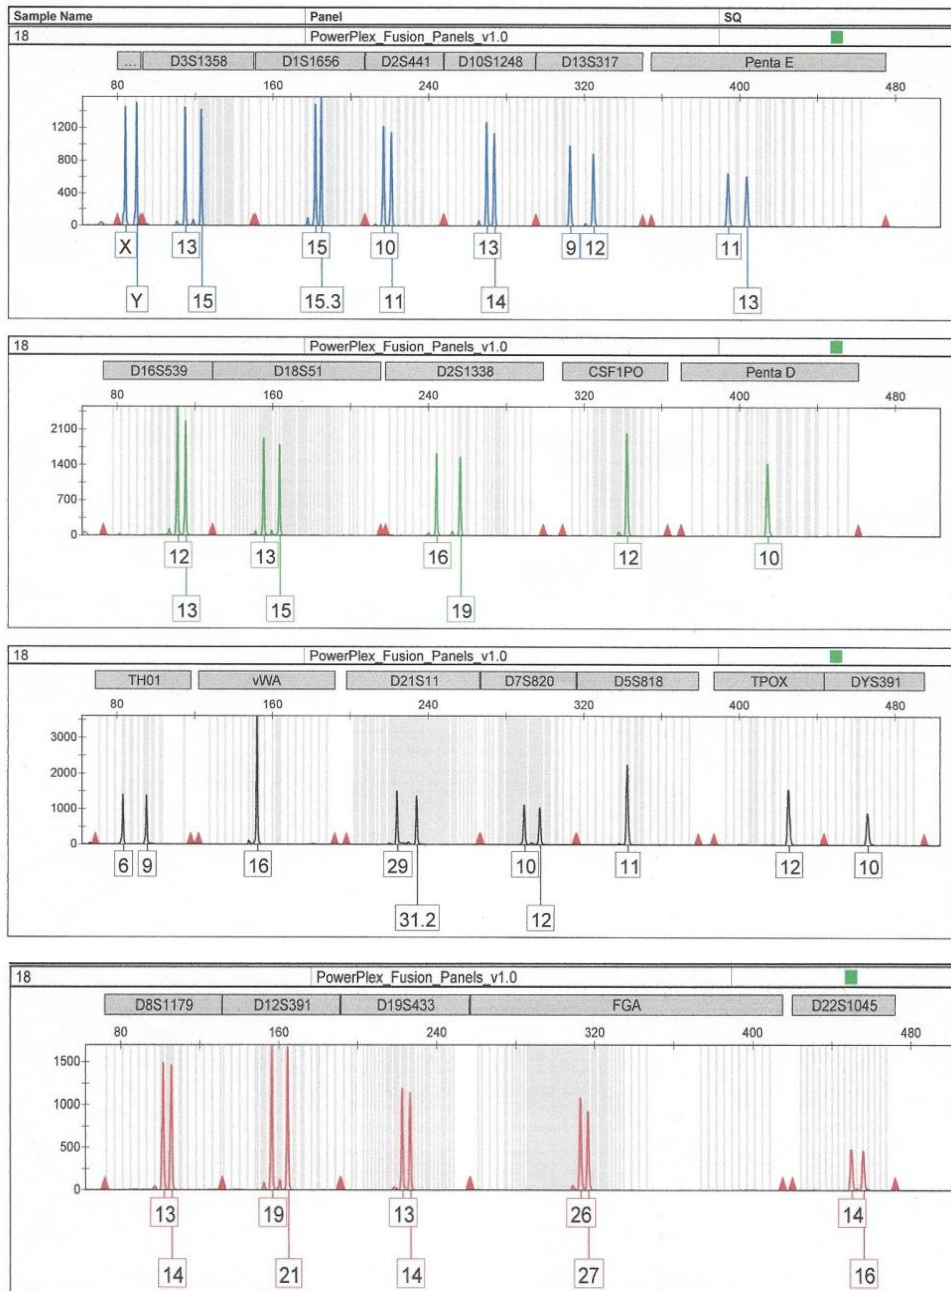 Sample Name Panel SQ
18 PowerPlex_Fusion_Panels_v1.0
... D3S1358 D1S1656 D2S441 D10S1248 D13S317 Penta E
80 160 240 320 400 480
1200
800
400
0
X 13 15 10 13 9 12 11
Y 15 15.3 11 14 13
18 PowerPlex_Fusion_Panels_v1.0
D16S539 D18S51 D2S1338 CSF1PO Penta D
80 160 240 320 400 480
2100
1400
700
0
12 13 16 12 10
13 15 19
18 PowerPlex_Fusion_Panels_v1.0
TH01 vWA D21S11 D7S820 D5S818 TPOX DYS391
80 160 240 320 400 480
3000
2000
1000
0
6 9 16 29 10 11 12 10
31.2 12
18 PowerPlex_Fusion_Panels_v1.0
D8S1179 D12S391 D19S433 FGA D22S1045
80 160 240 320 400 480
1500
1000
500
0
13 19 13 26 14
14 21 14 27 16